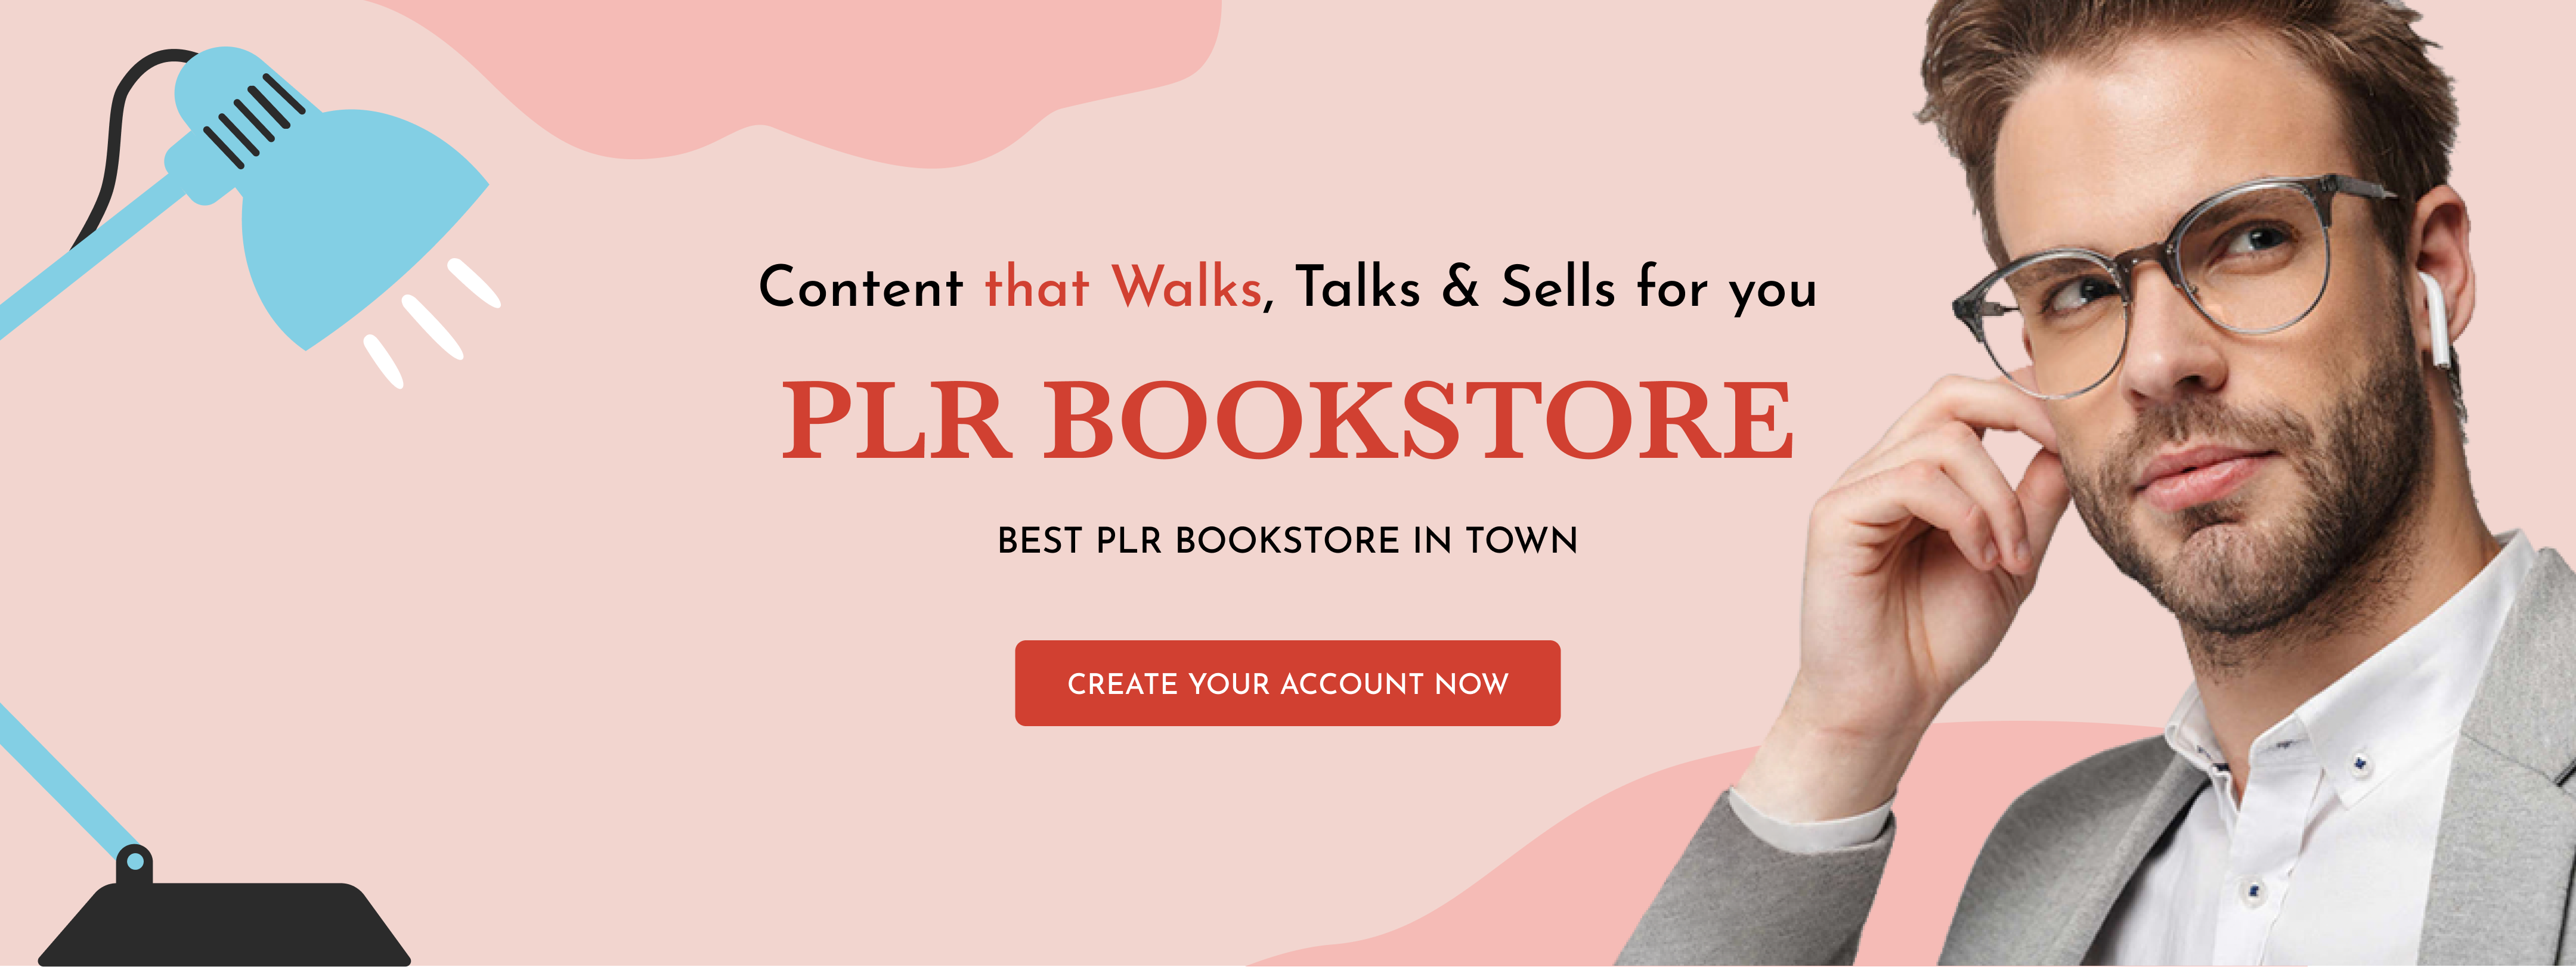 Content that Walks, Talks & Sells for you
PLR BOOKSTORE
BEST PLR BOOKSTORE IN TOWN
CREATE YOUR ACCOUNT NOW